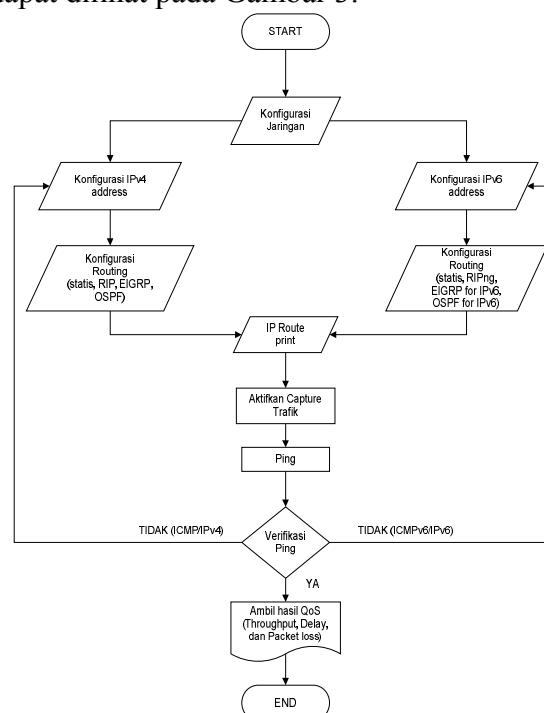 dapat dilihat pada Gambar 3.
START
Konfigurasi
Jaringan
Konfigurasi IPv4
address
Konfigurasi IPv6
address
Konfigurasi
Routing
(statis, RIP, EIGRP,
OSPF)
Konfigurasi
Routing
(statis, RIPng,
EIGRP for IPv6,
OSPF for IPv6)
IP Route
print
Aktifkan Capture
Trafik
Ping
TIDAK (ICMP/IPv4)
Verifikasi
Ping
TIDAK (ICMPv6/IPv6)
YA
Ambil hasil QoS
(Throughput, Delay,
dan Packet loss)
END